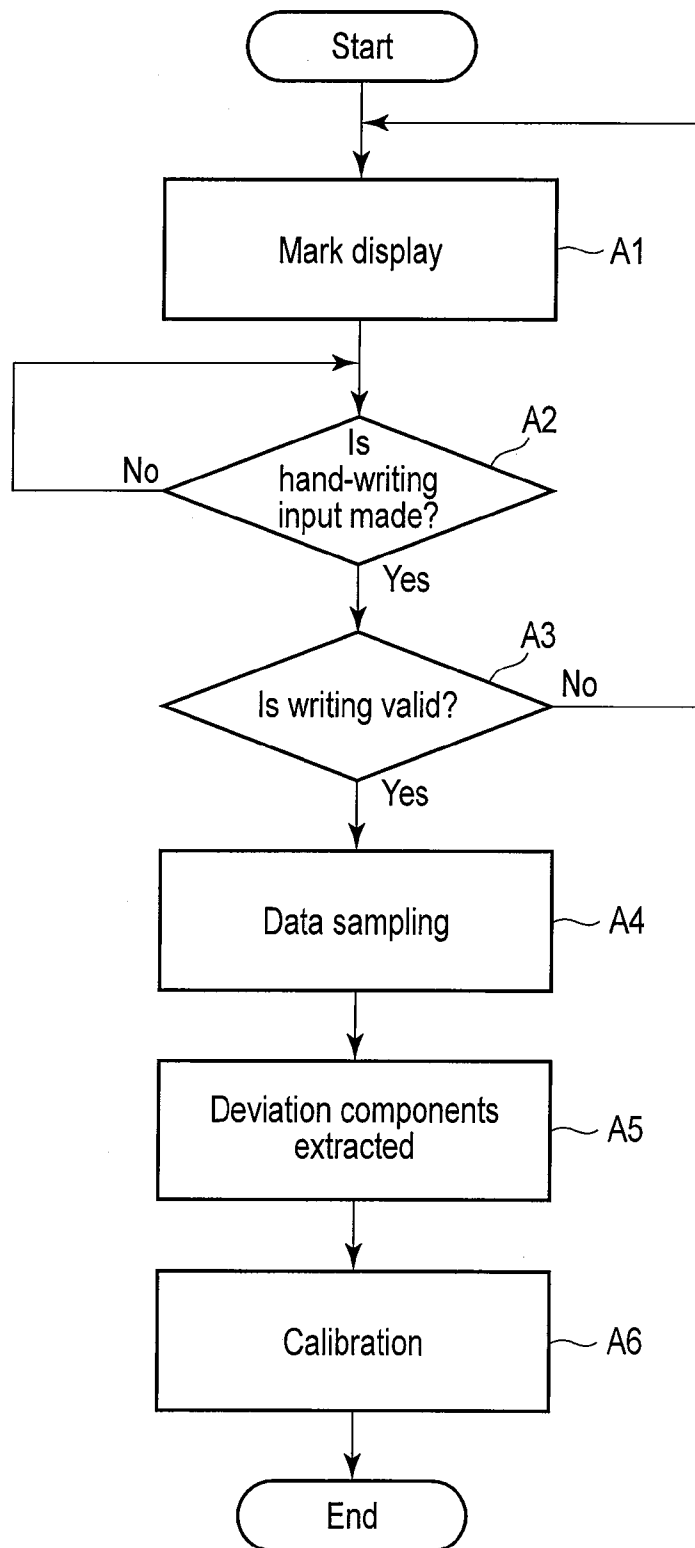 Start
Mark display
A1
A2
Is
hand-writing
input made?
No
Yes
A3
Is writing valid?
No
Yes
Data sampling
A4
Deviation components
extracted
A5
Calibration
A6
End